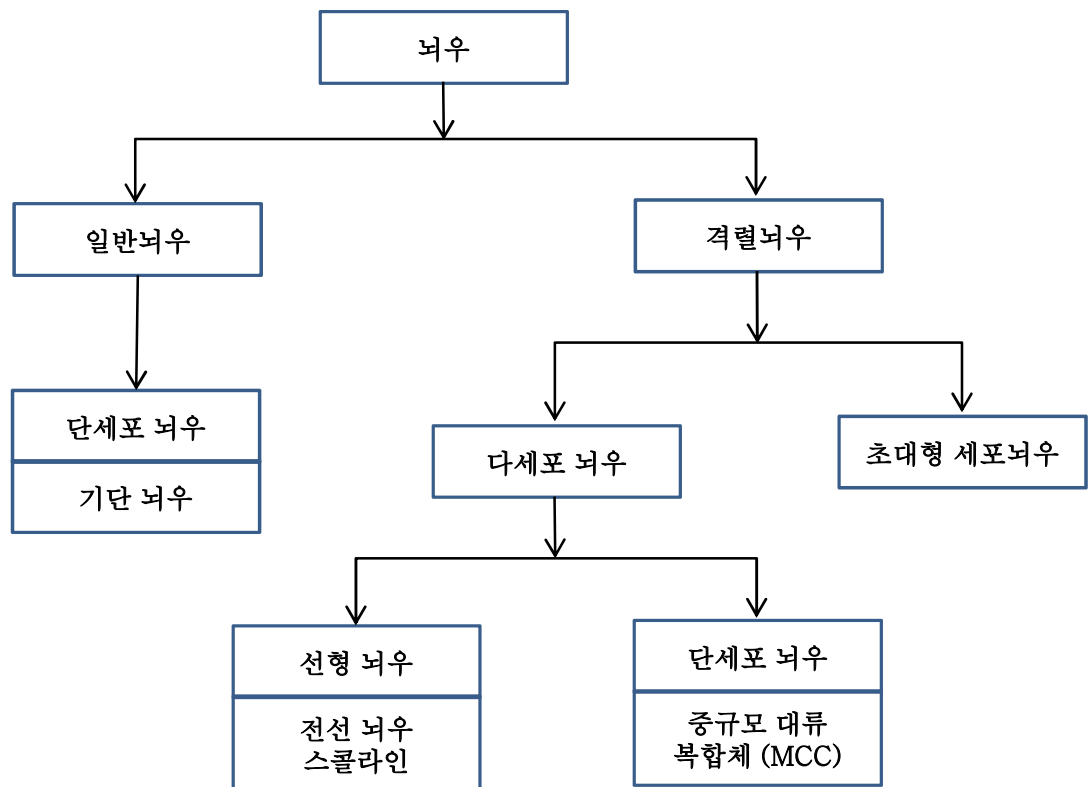 뇌우
일반뇌우
격렬뇌우
단세포 뇌우
기단 뇌우
다세포 뇌우
초대형 세포뇌우
선형 뇌우
전선 뇌우
스콜라인
단세포 뇌우
중규모 대류
복합체 (MCC)